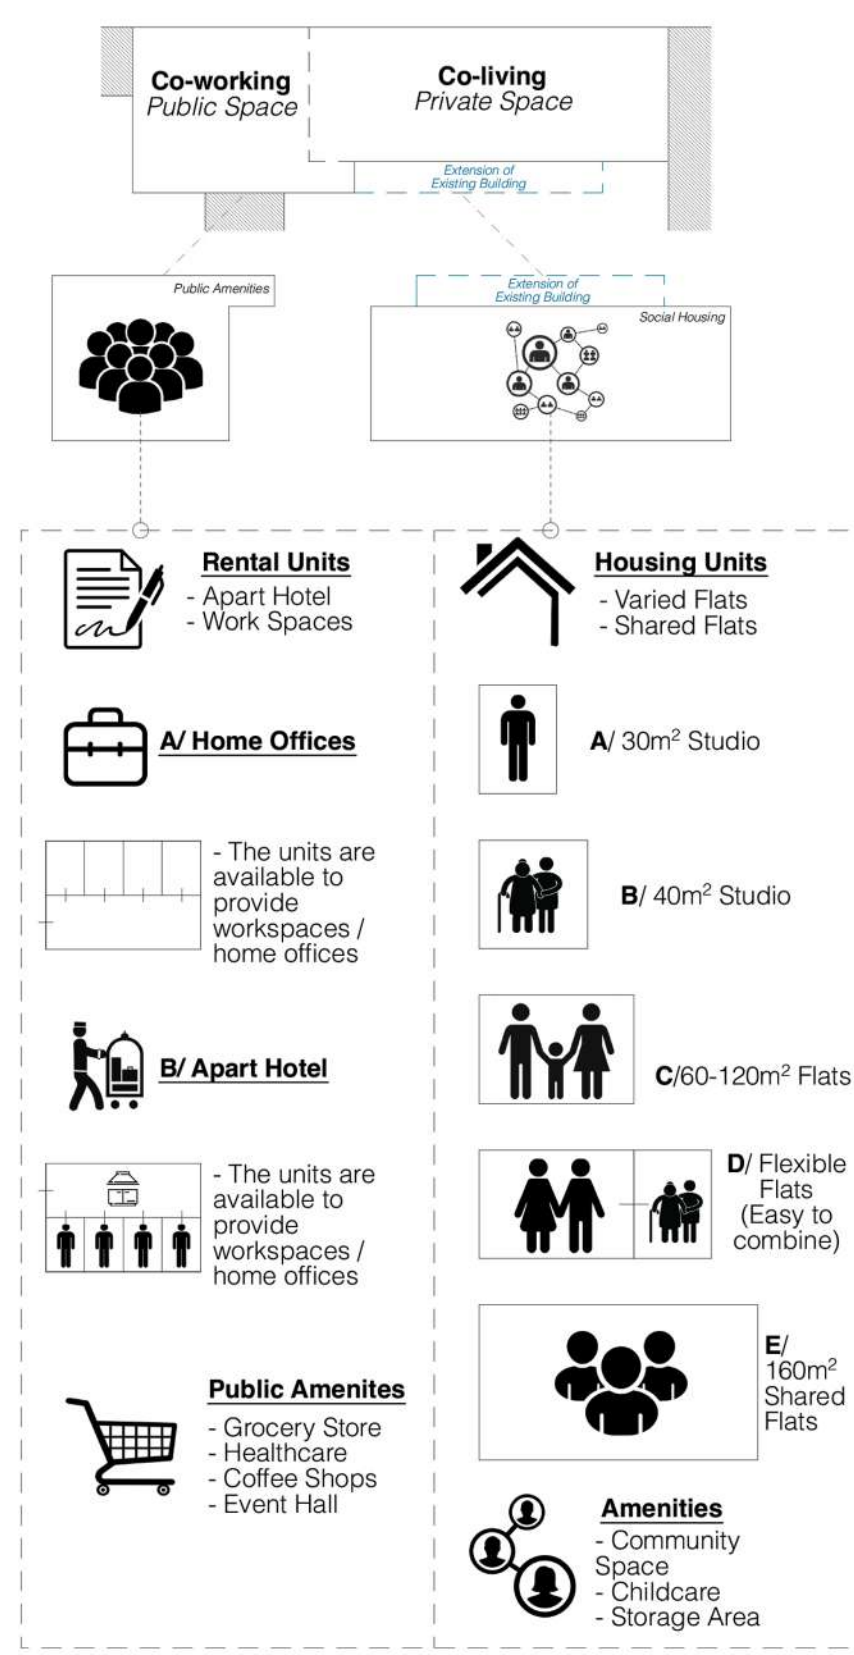 Co-working
Public Space
Co-living
Private Space
Extension of
Existing Building
Public Amenities
Extension of
Existing Building
Social Housing
Rental Units
- Apart Hotel
- Work Spaces
A/ Home Offices
- The units are
available to
provide
workspaces /
home offices
B/ Apart Hotel
- The units are
available to
provide
workspaces /
home offices
Public Amenites
- Grocery Store
- Healthcare
- Coffee Shops
- Event Hall
Housing Units
- Varied Flats
- Shared Flats
A/ 30m² Studio
B/ 40m² Studio
C/60-120m² Flats
D/ Flexible
Flats
(Easy to
combine)
E/
160m²
Shared
Flats
Amenities
- Community
Space
- Childcare
- Storage Area